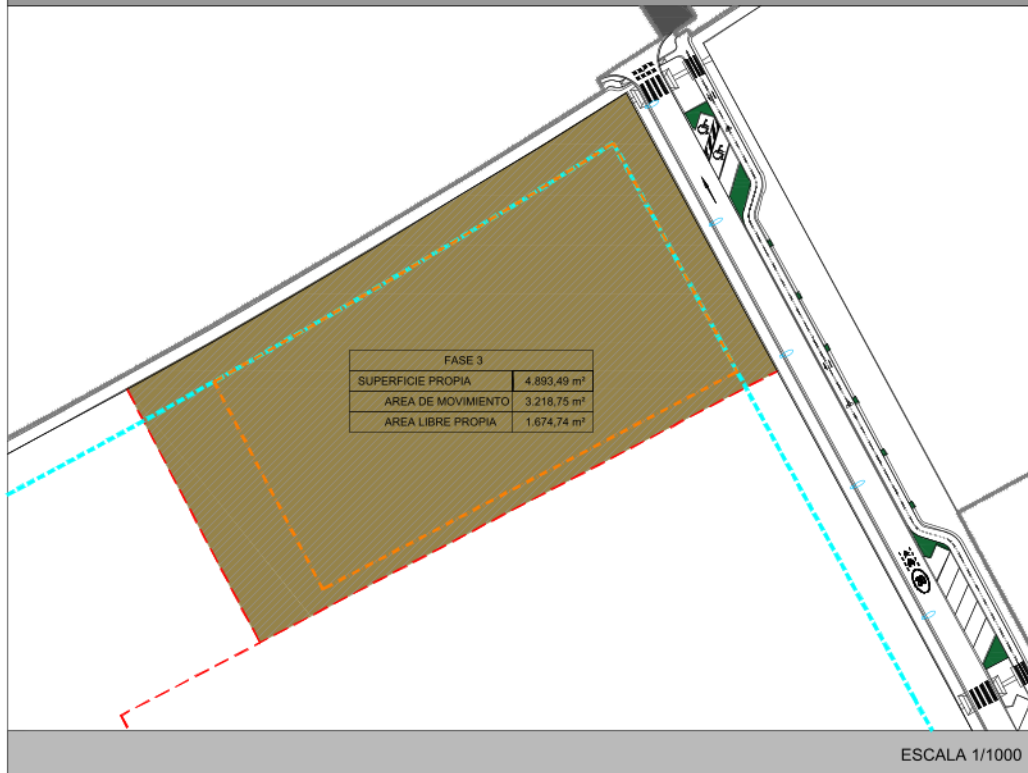 FASE 3
SUPERFICIE PROPIA 4.893,49 m²
AREA DE MOVIMIENTO 3.218,75 m²
AREA LIBRE PROPIA 1.674,74 m²
ESCALA 1/1000